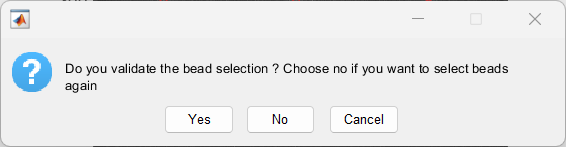 Do you validate the bead selection ? Choose no if you want to select beads
again
Yes No Cancel